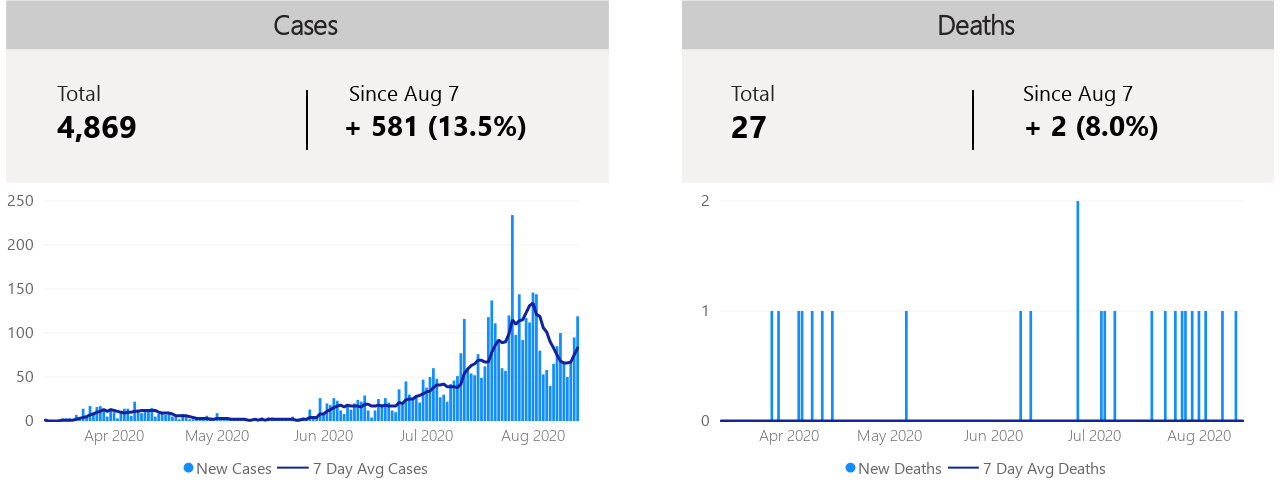 Cases
Total
Since Aug 7
4,869
+ 581 (13.5%)
250
200
150
100
50
0
Apr 2020
May 2020
Jun 2020
Jul 2020
Aug 2020
New Cases
7 Day Avg Cases
Deaths
Total
Since Aug 7
27
+ 2 (8.0%)
2
1
0
Apr 2020
May 2020
Jun 2020
Jul 2020
Aug 2020
New Deaths
7 Day Avg Deaths